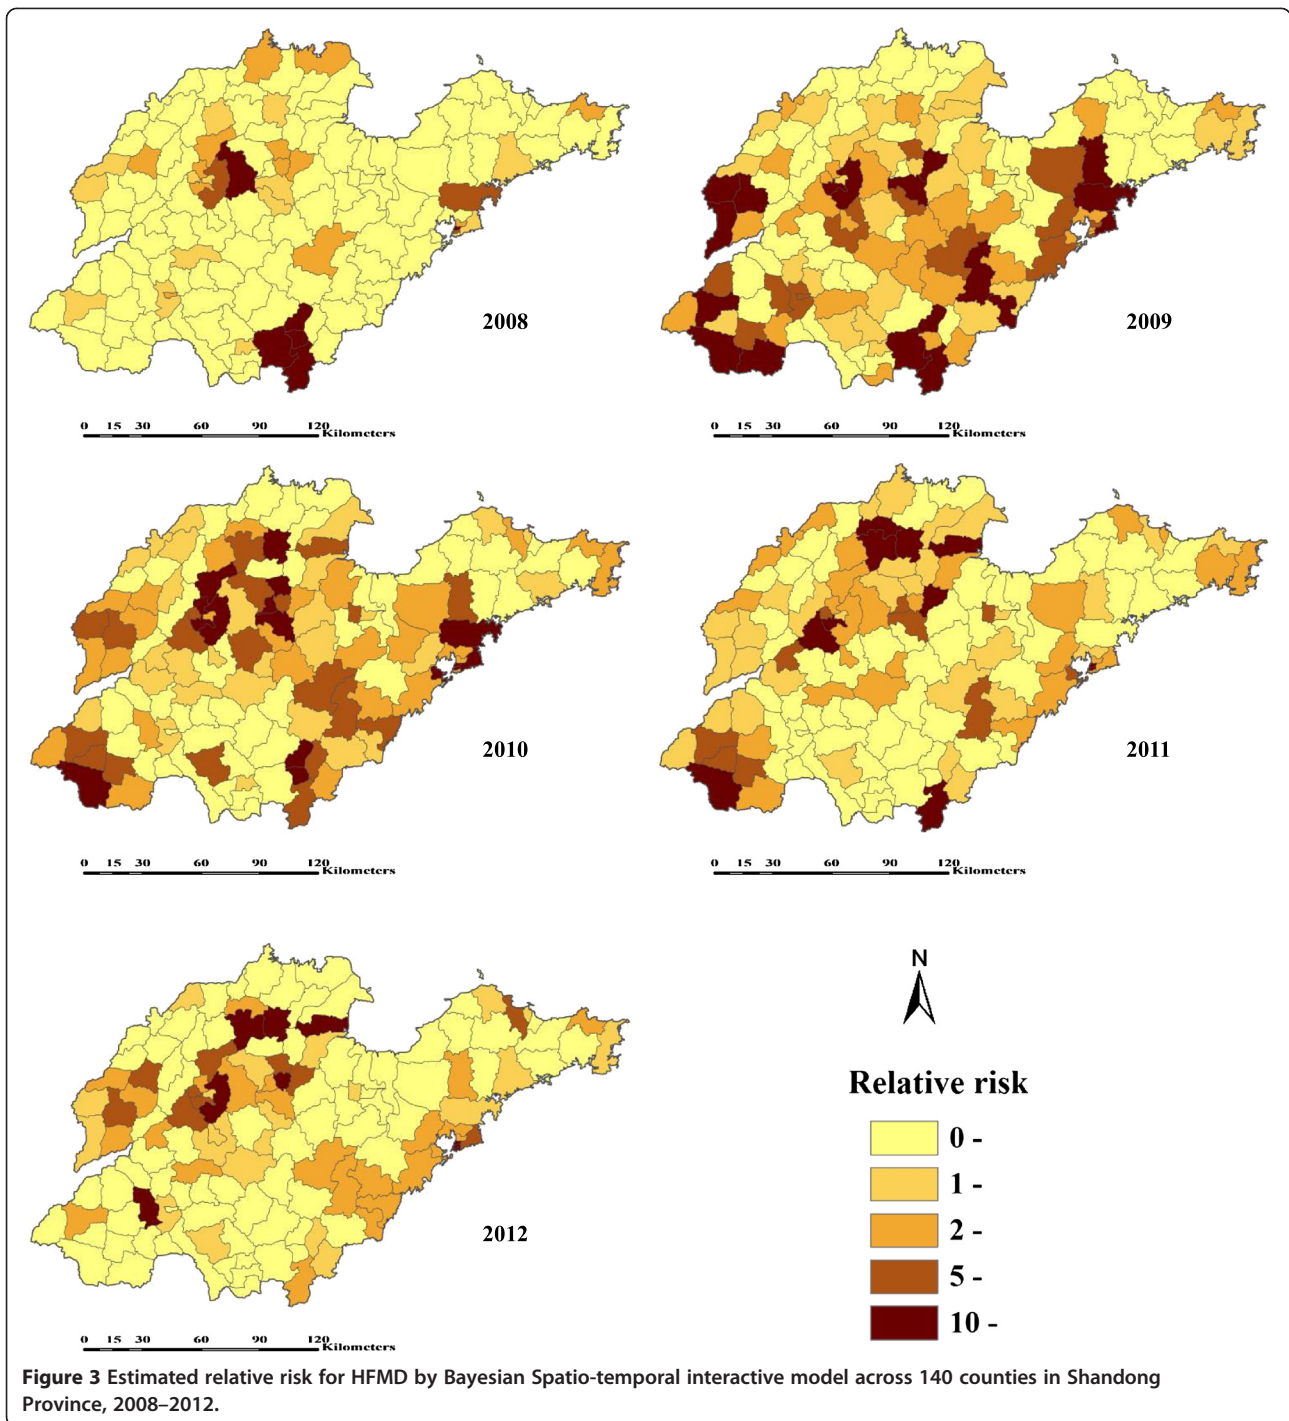 2008
2009
0 15 30 60 90 120
Kilometers
0 15 30 60 90 120
Kilometers
2010
2011
0 15 30 60 90 120
Kilometers
0 15 30 60 90 120
Kilometers
N
Relative risk
0 -
1 -
2 -
5 -
10 -
2012
0 15 30 60 90 120
Kilometers
Figure 3 Estimated relative risk for HFMD by Bayesian Spatio-temporal interactive model across 140 counties in Shandong
Province, 2008–2012.